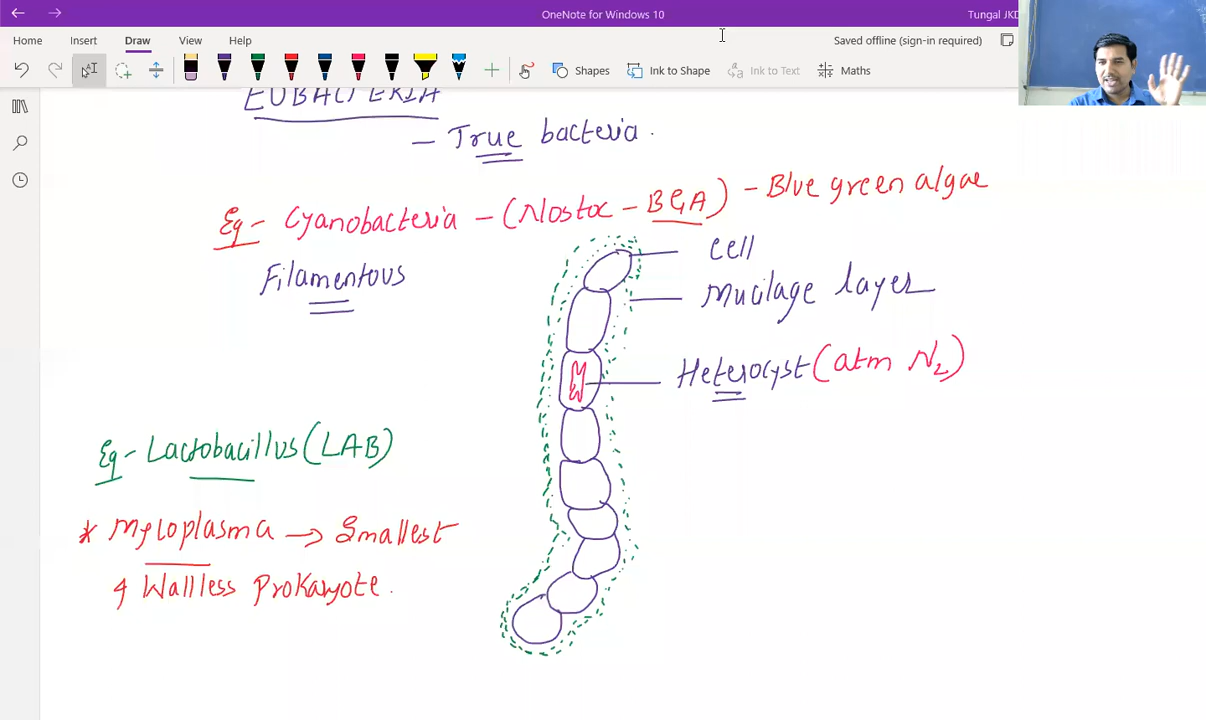 OneNote for Windows 10
Tungal JKD
Home Insert Draw View Help
Saved offline (sign-in required)
Shapes Ink to Shape Ink to Text Maths
EUBACTERIA
- True bacteria.
Eg- Cyanobacteria - (Nostoc - BGA) - Blue green algae
Filamentous
Cell
Mucilage layer
Heterocyst (atm N2)
Eg- Lactobacillus (LAB)
* Mycoplasma → Smallest
& Wallless Prokaryote.